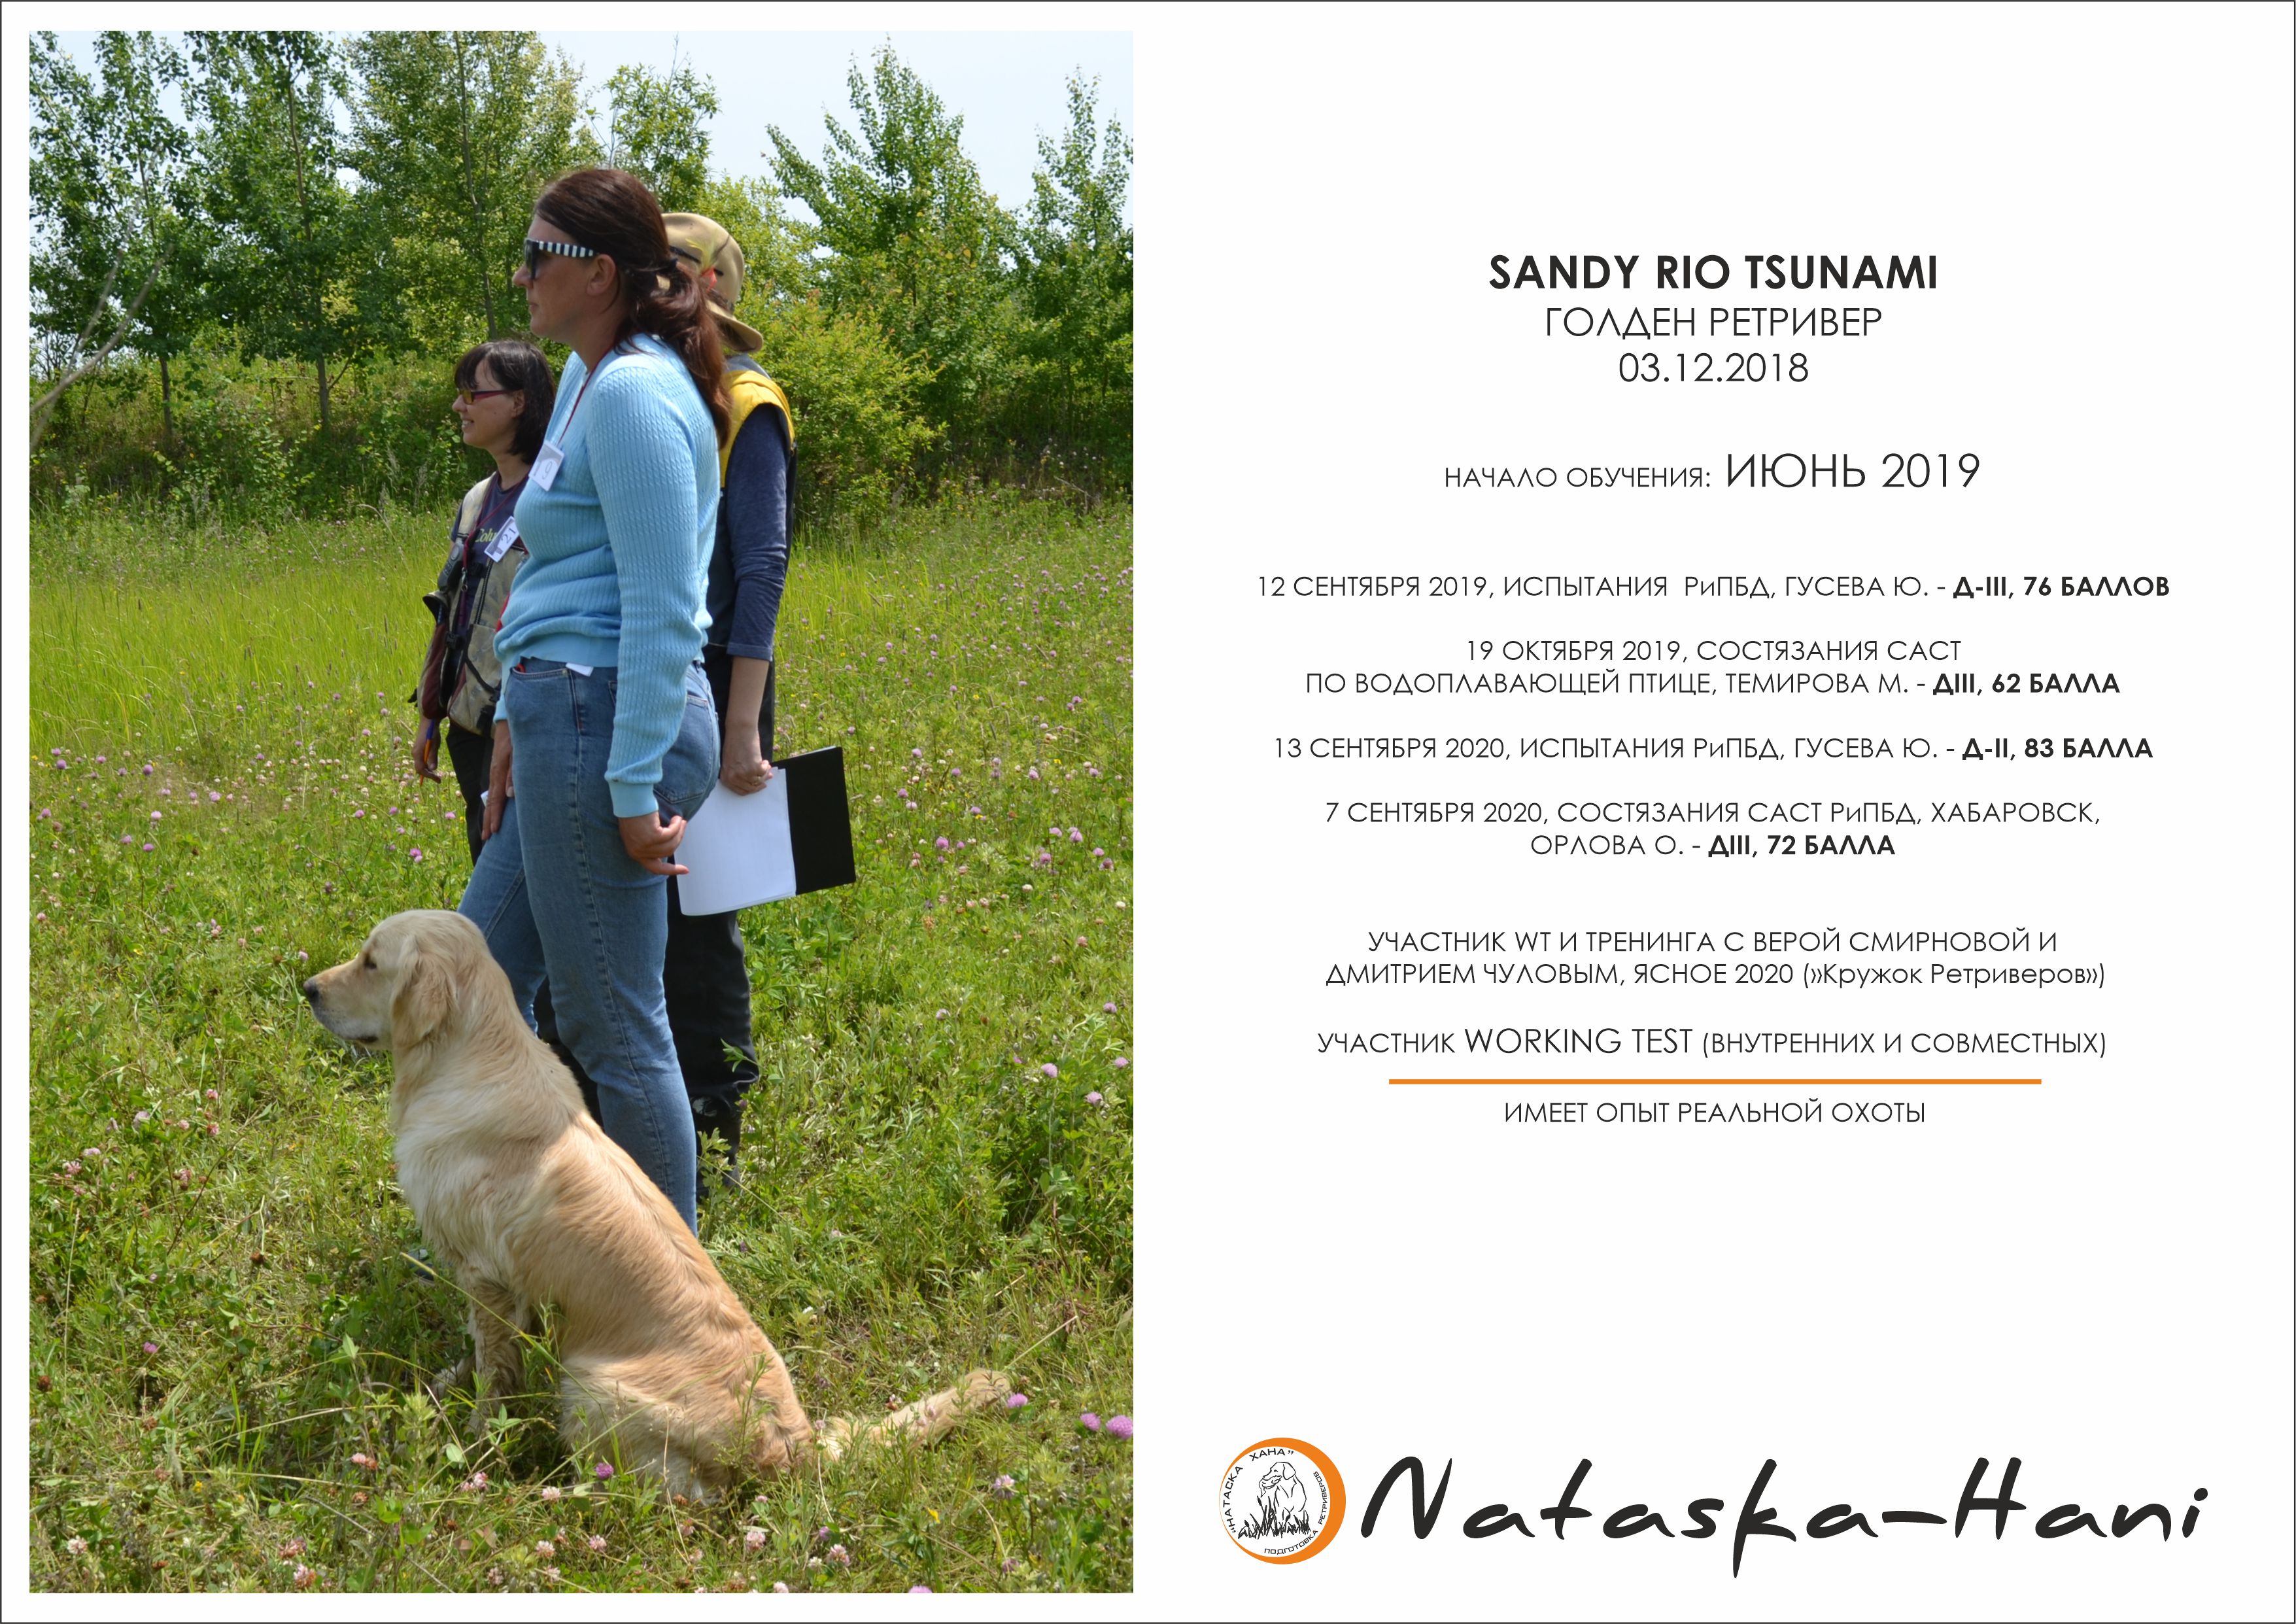 SANDY RIO TSUNAMI
ГОЛДЕН РЕТРИВЕР
03.12.2018
НАЧАЛО ОБУЧЕНИЯ: ИЮНЬ 2019
12 СЕНТЯБРЯ 2019, ИСПЫТАНИЯ РиПБД, ГУСЕВА Ю. - Д-III, 76 БАЛЛОВ
19 ОКТЯБРЯ 2019, СОСТЯЗАНИЯ САСТ
ПО ВОДОПЛАВАЮЩЕЙ ПТИЦЕ, ТЕМИРОВА М. - ДIII, 62 БАЛЛА
13 СЕНТЯБРЯ 2020, ИСПЫТАНИЯ РиПБД, ГУСЕВА Ю. - Д-II, 83 БАЛЛА
7 СЕНТЯБРЯ 2020, СОСТЯЗАНИЯ САСТ РиПБД, ХАБАРОВСК,
ОРЛОВА О. - ДIII, 72 БАЛЛА
УЧАСТНИК WT И ТРЕНИНГА С ВЕРОЙ СМИРНОВОЙ И
ДМИТРИЕМ ЧУЛОВЫМ, ЯСНОЕ 2020 (»Кружок Ретриверов»)
УЧАСТНИК WORKING TEST (ВНУТРЕННИХ И СОВМЕСТНЫХ)
ИМЕЕТ ОПЫТ РЕАЛЬНОЙ ОХОТЫ
"НАТАСКА ХАНА"
ПОДГОТОВКА РЕТРИВЕРОВ
Nataska-Hani
21